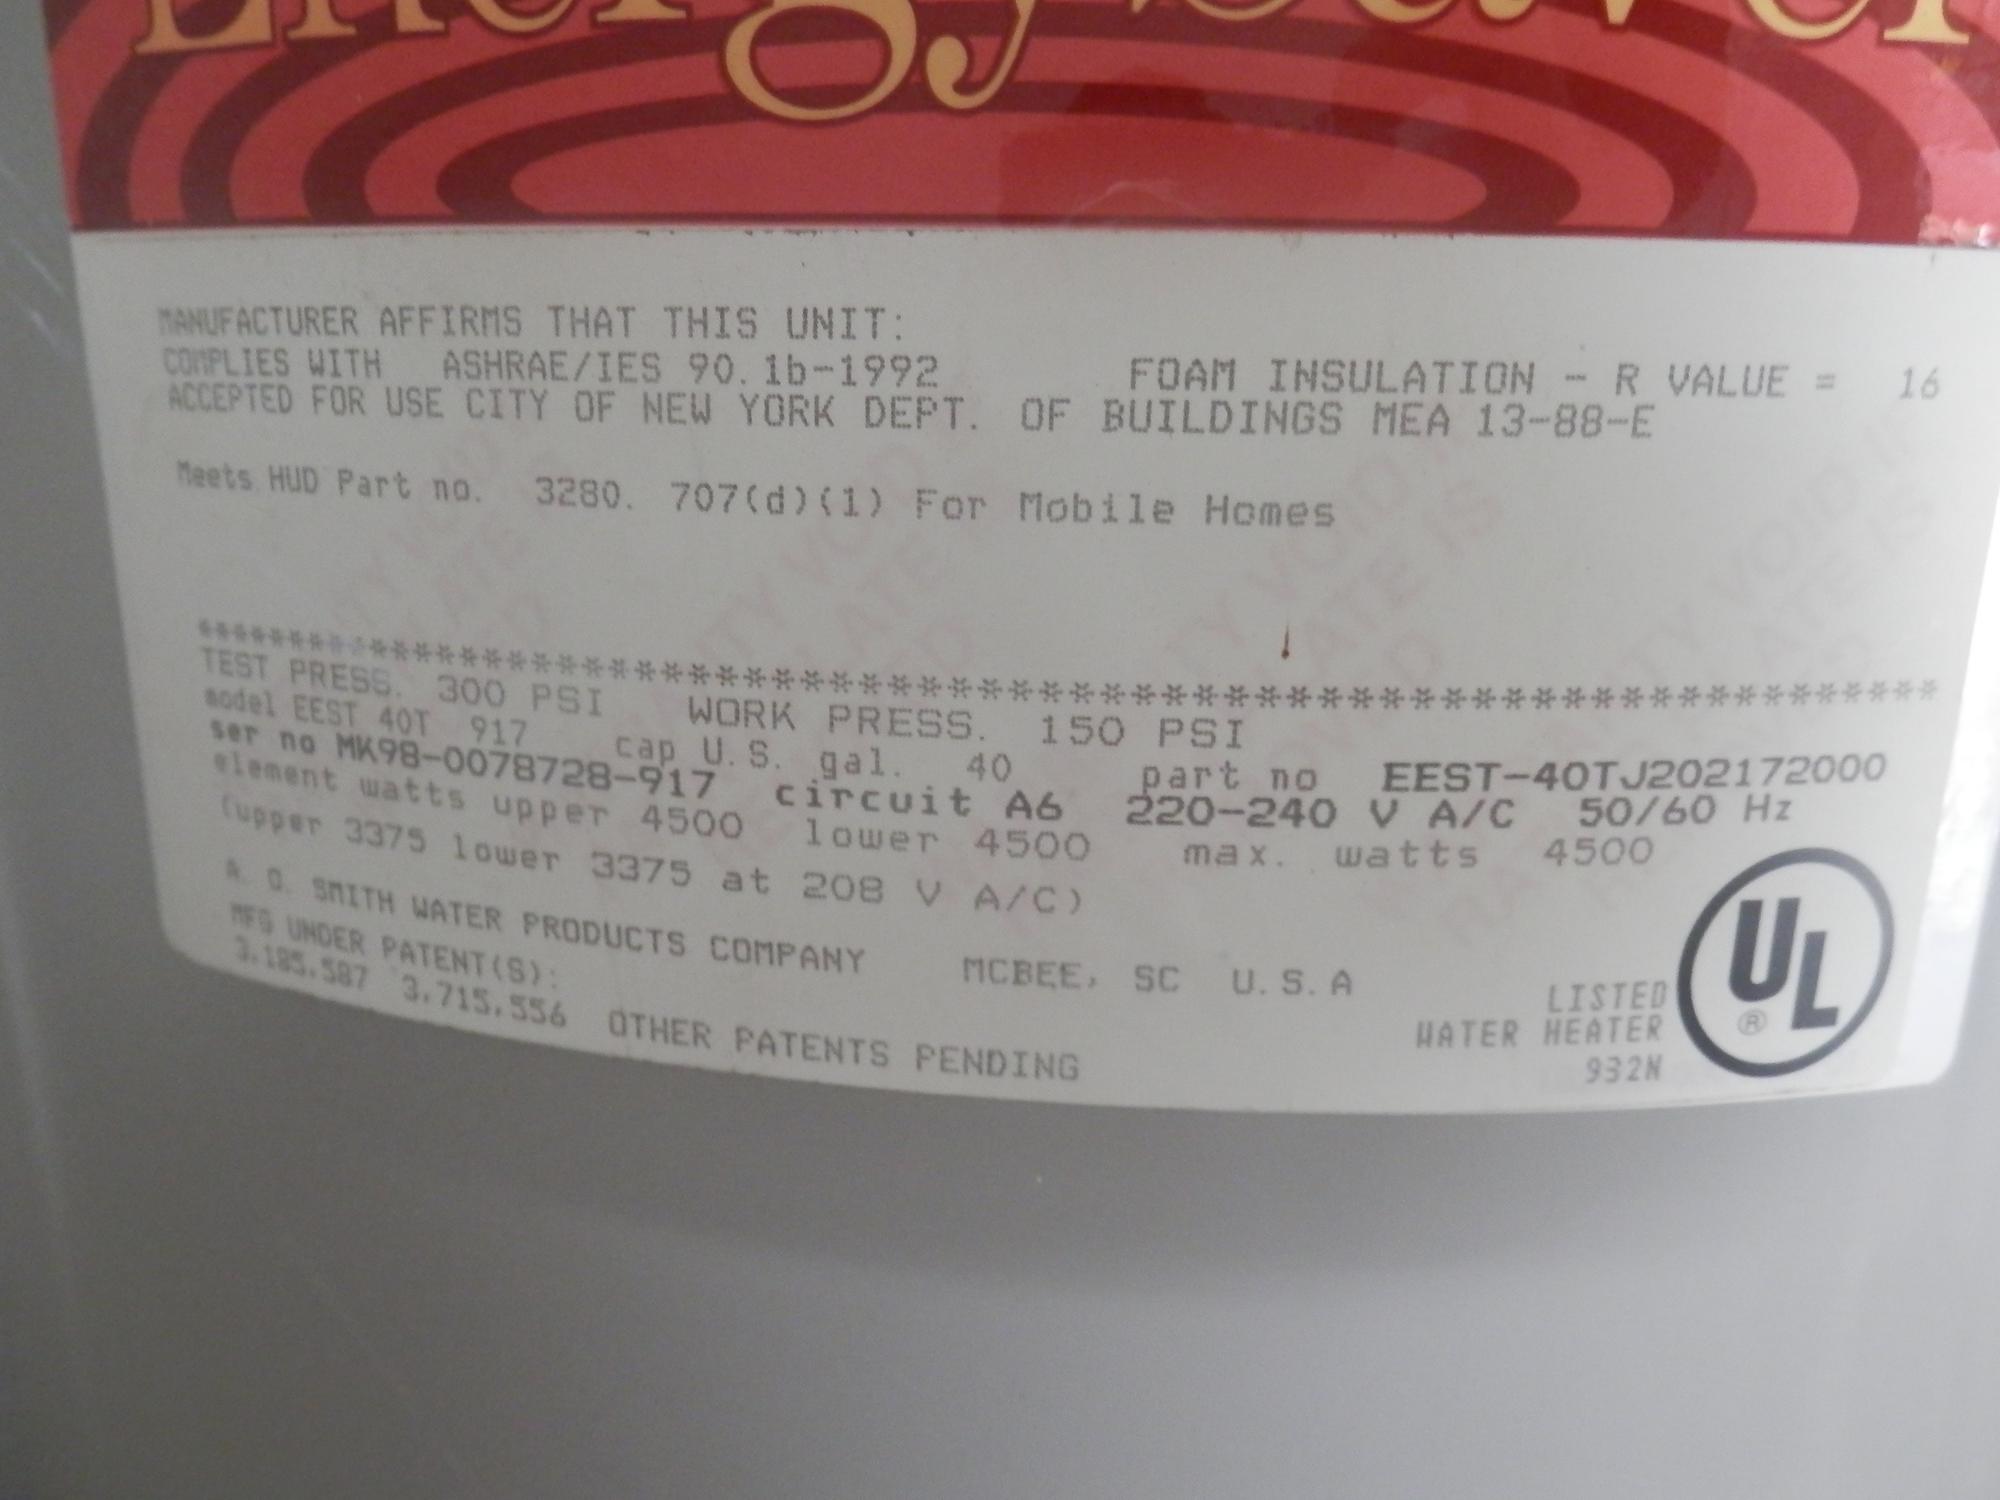 Energy Saver
MANUFACTURER AFFIRMS THAT THIS UNIT:
COMPLIES WITH ASHRAE/IES 90.1b-1992 FOAM INSULATION - R VALUE = 16
ACCEPTED FOR USE CITY OF NEW YORK DEPT. OF BUILDINGS MEA 13-88-E
Meets HUD Part no. 3280. 707(d)(1) For Mobile Homes
*********************************************************
TEST PRESS. 300 PSI WORK PRESS. 150 PSI
model EEST 40T 917 cap U.S. gal. 40 part no EEST-40TJ202172000
ser no MK98-0078728-917 circuit A6 220-240 V A/C 50/60 Hz
element watts upper 4500 lower 4500 max. watts 4500
(upper 3375 lower 3375 at 208 V A/C)
A. O. SMITH WATER PRODUCTS COMPANY MCBEE, SC U.S.A
MFG UNDER PATENT(S):
3,185,587 3,715,556 OTHER PATENTS PENDING
LISTED
WATER HEATER
932N
UL
®